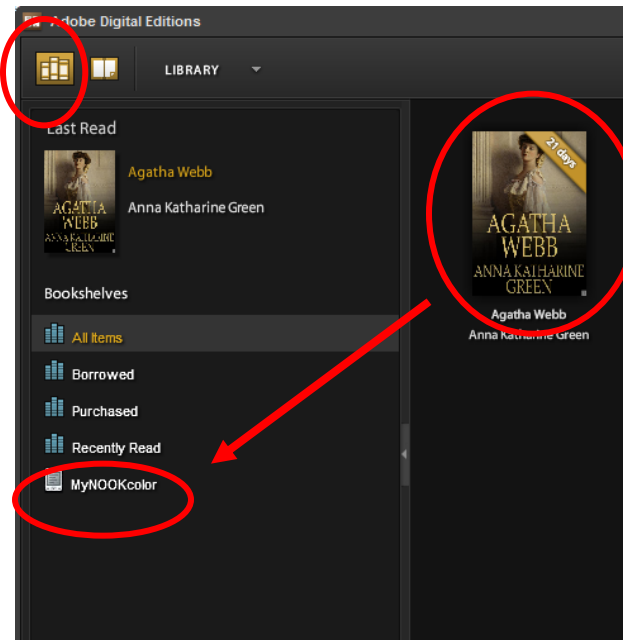 Adobe Digital Editions
LIBRARY
Last Read
AGATHA
WEBB
ANNA KATHARINE
GREEN
Agatha Webb
Anna Katharine Green
Bookshelves
All Items
Borrowed
Purchased
Recently Read
MyNOOKcolor
21 days
AGATHA
WEBB
ANNA KATHARINE
GREEN
Agatha Webb
Anna Katharine Green